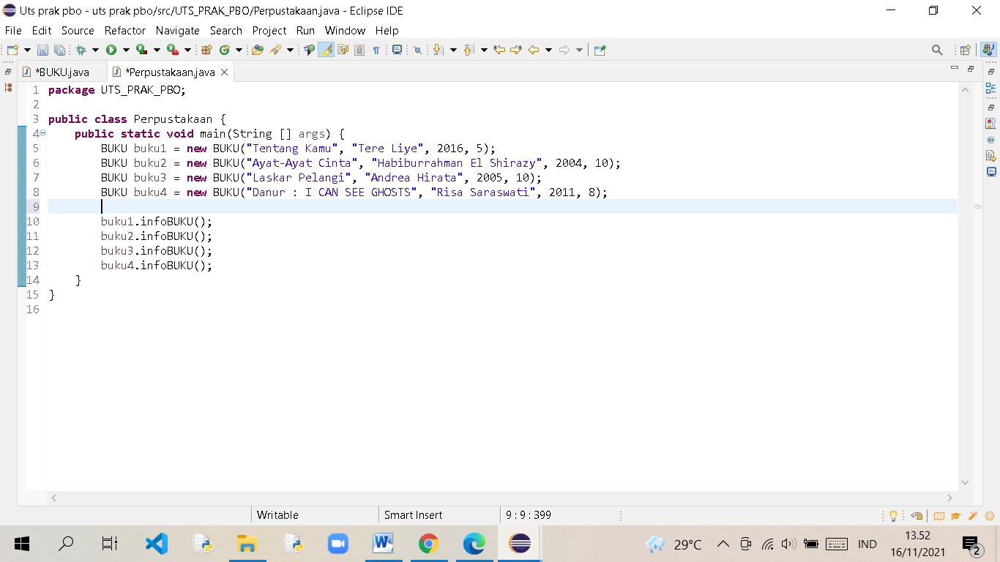 Uts prak pbo - uts prak pbo/src/UTS_PRAK_PBO/Perpustakaan.java - Eclipse IDE
File Edit Source Refactor Navigate Search Project Run Window Help
*BUKU.java *Perpustakaan.java
1 package UTS_PRAK_PBO;
2
3 public class Perpustakaan {
4 public static void main(String [] args) {
5 BUKU buku1 = new BUKU("Tentang Kamu", "Tere Liye", 2016, 5);
6 BUKU buku2 = new BUKU("Ayat-Ayat Cinta", "Habiburrahman El Shirazy", 2004, 10);
7 BUKU buku3 = new BUKU("Laskar Pelangi", "Andrea Hirata", 2005, 10);
8 BUKU buku4 = new BUKU("Danur : I CAN SEE GHOSTS", "Risa Saraswati", 2011, 8);
9
10 buku1.infoBUKU();
11 buku2.infoBUKU();
12 buku3.infoBUKU();
13 buku4.infoBUKU();
14 }
15 }
16
Writable Smart Insert 9 : 9 : 399
29°C IND 13.52
16/11/2021 2